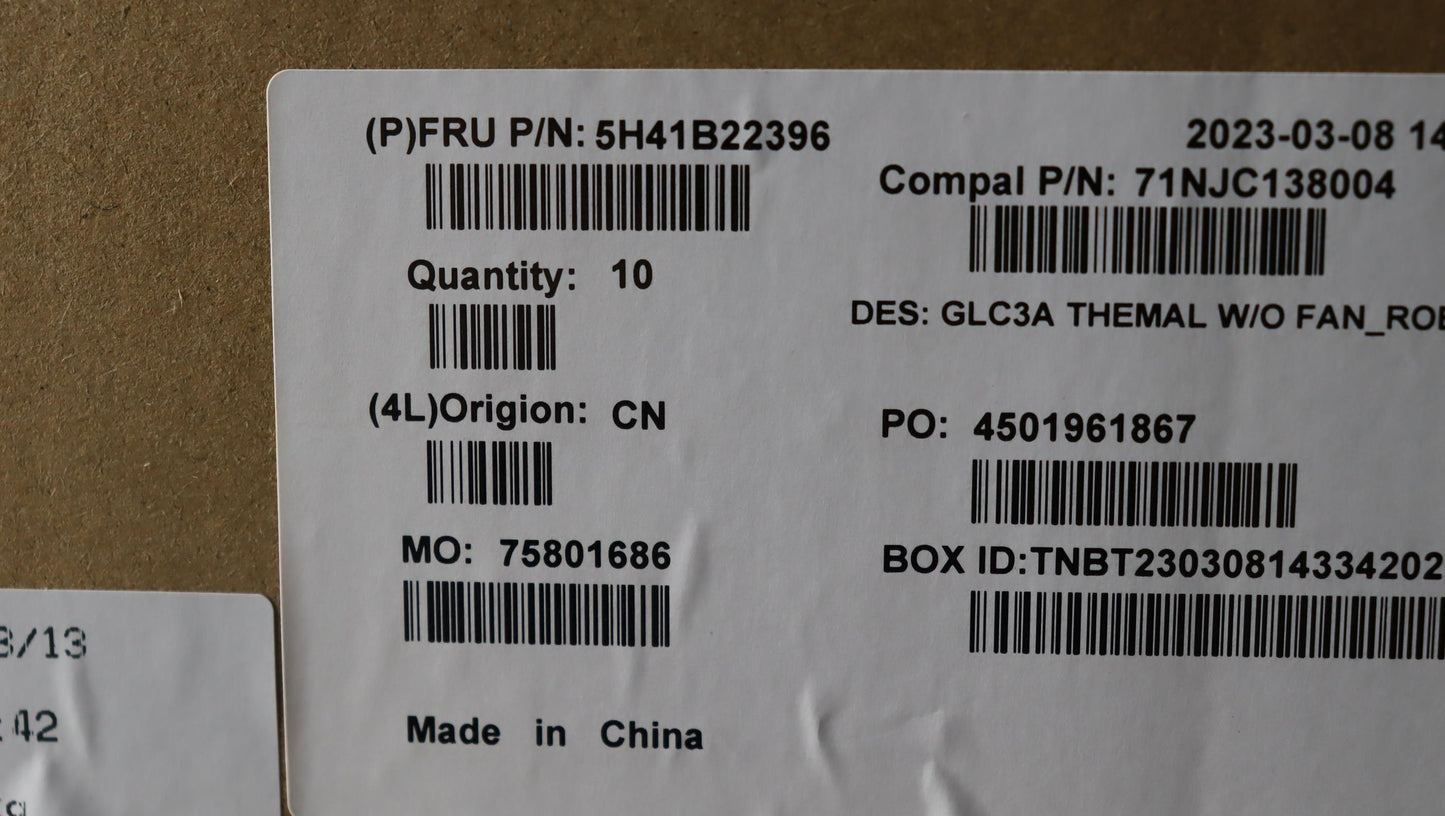 (P)FRU P/N: 5H41B22396
2023-03-08 14
Compal P/N: 71NJC138004
Quantity: 10
DES: GLC3A THEMAL W/O FAN_ROE
(4L)Origion: CN
PO: 4501961867
MO: 75801686
BOX ID:TNBT23030814334202
Made in China
3/13
:42